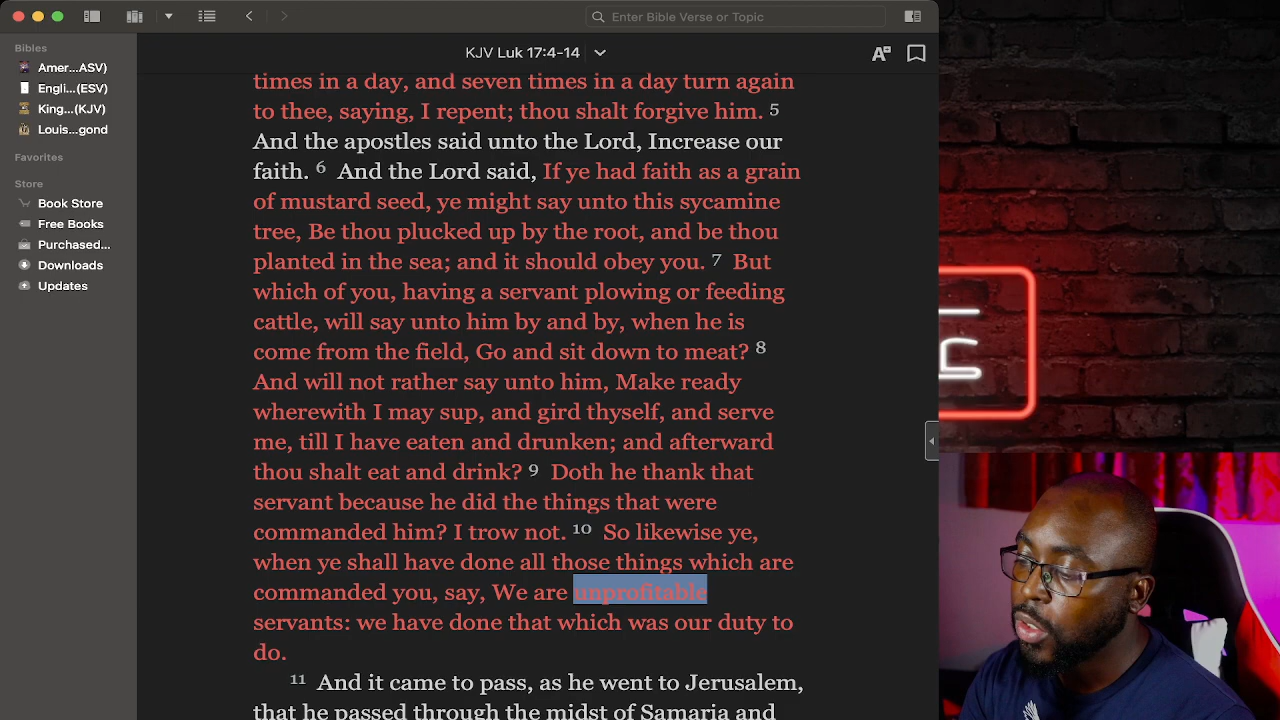 Enter Bible Verse or Topic
Bibles
Amer...ASV)
Engli...(ESV)
King...(KJV)
Louis...gond
Favorites
Store
Book Store
Free Books
Purchased...
Downloads
Updates
KJV Luk 17:4-14
times in a day, and seven times in a day turn again
to thee, saying, I repent; thou shalt forgive him. 5
And the apostles said unto the Lord, Increase our
faith. 6 And the Lord said, If ye had faith as a grain
of mustard seed, ye might say unto this sycamine
tree, Be thou plucked up by the root, and be thou
planted in the sea; and it should obey you. 7 But
which of you, having a servant plowing or feeding
cattle, will say unto him by and by, when he is
come from the field, Go and sit down to meat? 8
And will not rather say unto him, Make ready
wherewith I may sup, and gird thyself, and serve
me, till I have eaten and drunken; and afterward
thou shalt eat and drink? 9 Doth he thank that
servant because he did the things that were
commanded him? I trow not. 10 So likewise ye,
when ye shall have done all those things which are
commanded you, say, We are unprofitable
servants: we have done that which was our duty to
do.
11 And it came to pass, as he went to Jerusalem,
that he passed through the midst of Samaria and